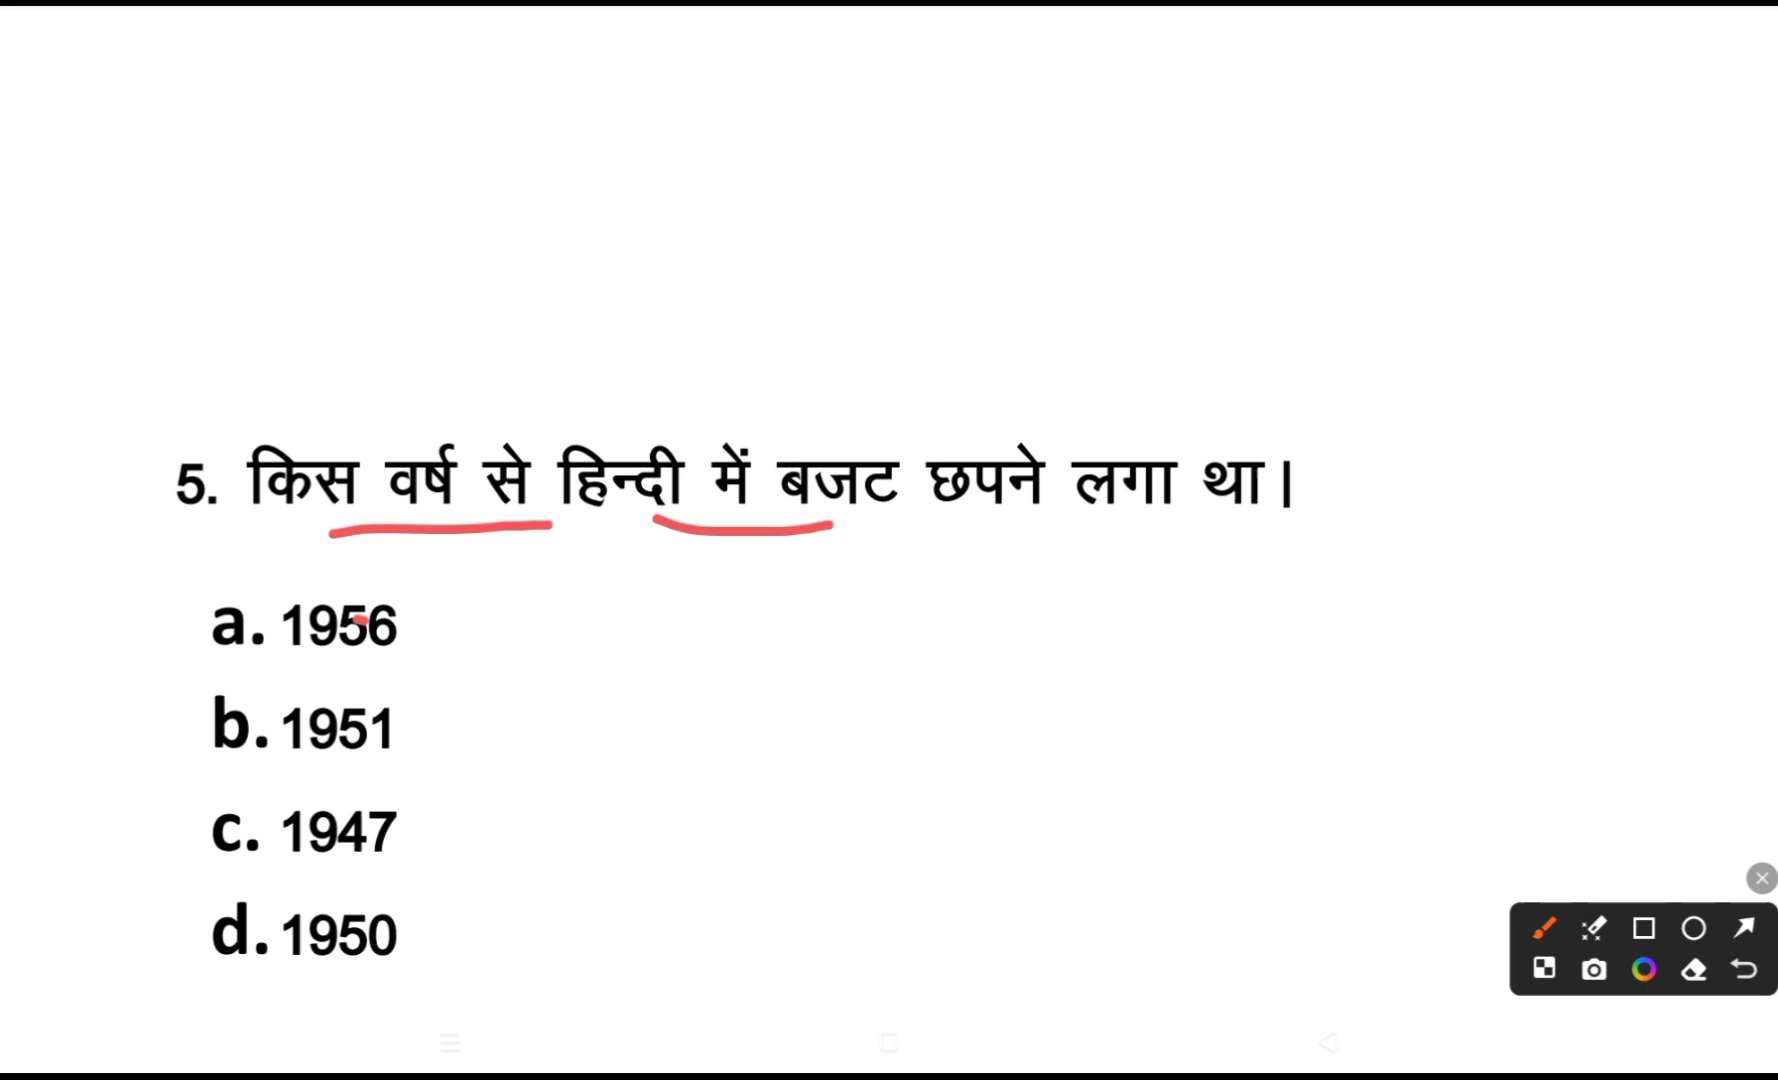 5. किस वर्ष से हिन्दी में बजट छपने लगा था।
a. 1956
b. 1951
c. 1947
d. 1950